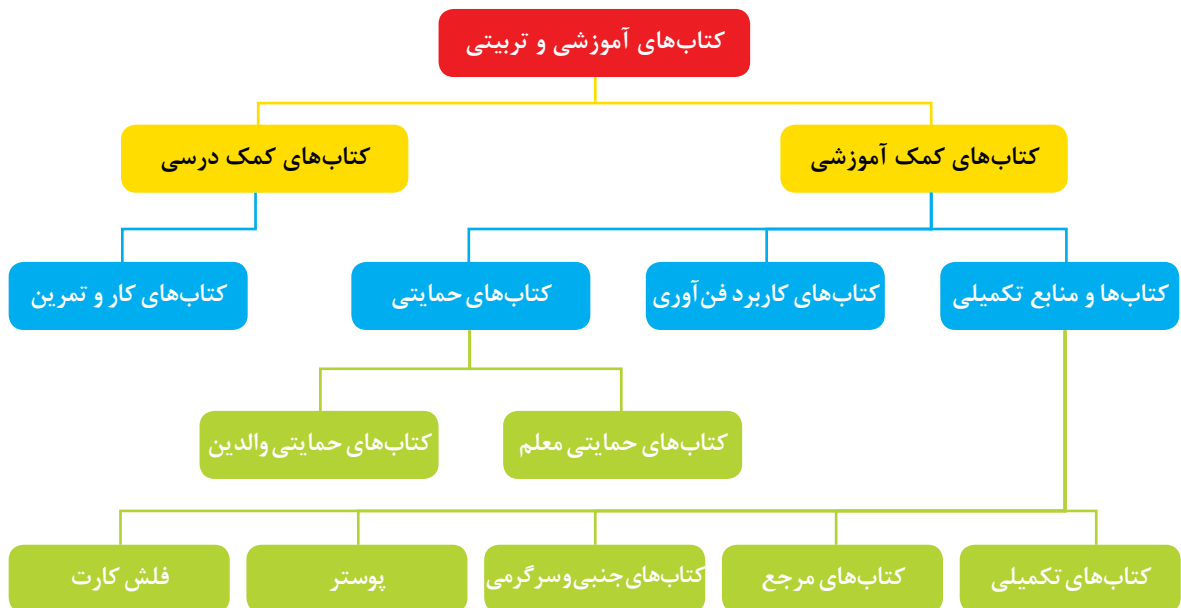 کتاب‌های آموزشی و تربیتی
کتاب‌های کمک آموزشی
کتاب‌های کمک درسی
کتاب‌ها و منابع تکمیلی
کتاب‌های کاربرد فن‌آوری
کتاب‌های حمایتی
کتاب‌های کار و تمرین
کتاب‌های حمایتی معلم
کتاب‌های حمایتی والدین
کتاب‌های تکمیلی
کتاب‌های مرجع
کتاب‌های جنبی و سرگرمی
پوستر
فلش کارت